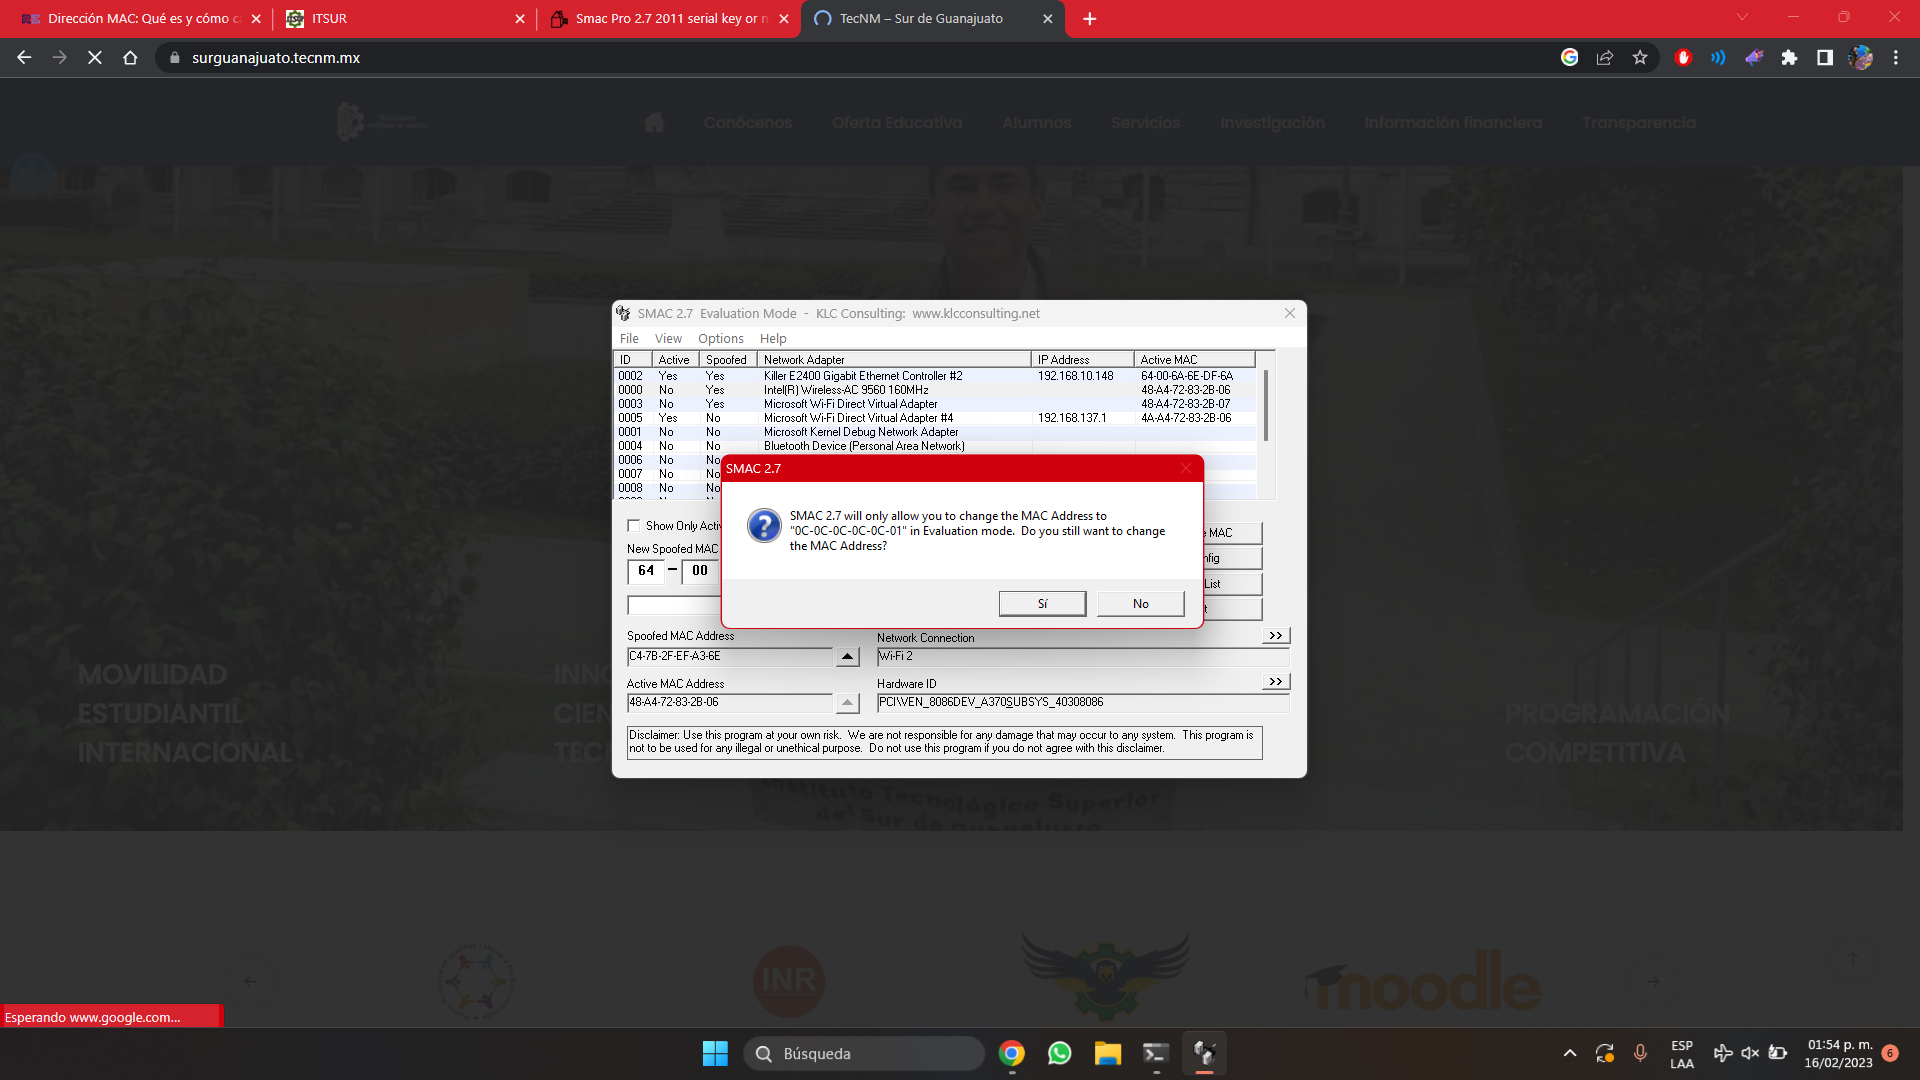 Dirección MAC: Qué es y cómo c
ITSUR
Smac Pro 2.7 2011 serial key or n
TecNM – Sur de Guanajuato
surguanajuato.tecnm.mx
Conócenos
Oferta Educativa
Alumnos
Servicios
Investigación
Información financiera
Transparencia
SMAC 2.7 Evaluation Mode - KLC Consulting: www.klcconsulting.net
File View Options Help
ID Active Spoofed Network Adapter IP Address Active MAC
0002 Yes Yes Killer E2400 Gigabit Ethernet Controller #2 192.168.10.148 64-00-6A-6E-DF-6A
0000 No Yes Intel(R) Wireless-AC 9560 160MHz 48-A4-72-83-2B-06
0003 No Yes Microsoft Wi-Fi Direct Virtual Adapter 48-A4-72-83-2B-07
0005 Yes No Microsoft Wi-Fi Direct Virtual Adapter #4 192.168.137.1 4A-A4-72-83-2B-06
0001 No No Microsoft Kernel Debug Network Adapter
0004 No No Bluetooth Device (Personal Area Network)
0006 No No
0007 No No
0008 No No
SMAC 2.7
SMAC 2.7 will only allow you to change the MAC Address to
"0C-0C-0C-0C-0C-01" in Evaluation mode. Do you still want to change
the MAC Address?
Sí
No
Show Only Acti
MAC
New Spoofed MAC
nfig
64 - 00
List
t
Spoofed MAC Address
Network Connection
>>
C4-7B-2F-EF-A3-6E
Wi-Fi 2
Active MAC Address
Hardware ID
>>
48-A4-72-83-2B-06
PCI\VEN_8086DEV_A370SUBSYS_40308086
Disclaimer: Use this program at your own risk. We are not responsible for any damage that may occur to any system. This program is
not to be used for any illegal or unethical purpose. Do not use this program if you do not agree with this disclaimer.
MOVILIDAD
ESTUDIANTIL
INTERNACIONAL
INN
CIEN
TEC
PROGRAMACIÓN
COMPETITIVA
Instituto Tecnológico Superior
del Sur de Guanajuato
INR
moodle
Esperando www.google.com...
Búsqueda
ESP
LAA
01:54 p. m.
16/02/2023
6